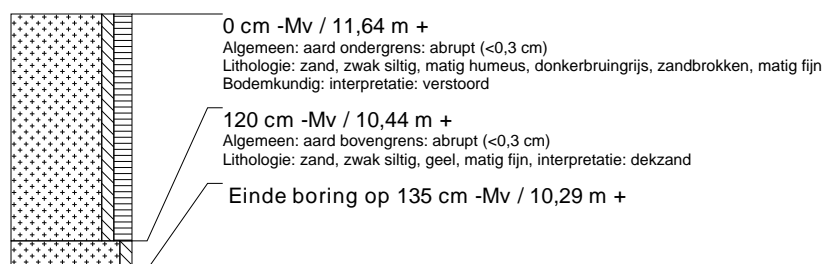 0 cm -Mv / 11,64 m +
Algemeen: aard ondergrens: abrupt (<0,3 cm)
Lithologie: zand, zwak siltig, matig humeus, donkerbruingrijs, zandbrokken, matig fijn
Bodemkundig: interpretatie: verstoord
120 cm -Mv / 10,44 m +
Algemeen: aard bovengrens: abrupt (<0,3 cm)
Lithologie: zand, zwak siltig, geel, matig fijn, interpretatie: dekzand
Einde boring op 135 cm -Mv / 10,29 m +